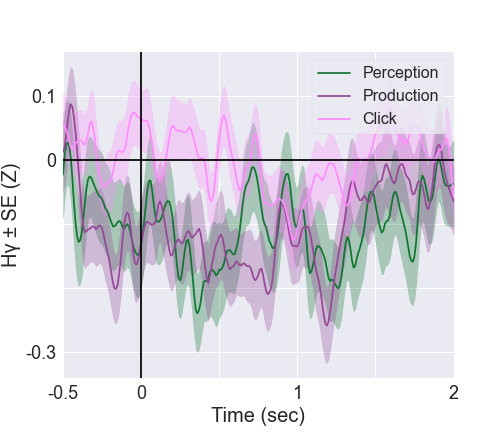 Perception
Production
Click
0.1
0
-0.3
Hγ ± SE (Z)
-0.5
0
1
2
Time (sec)